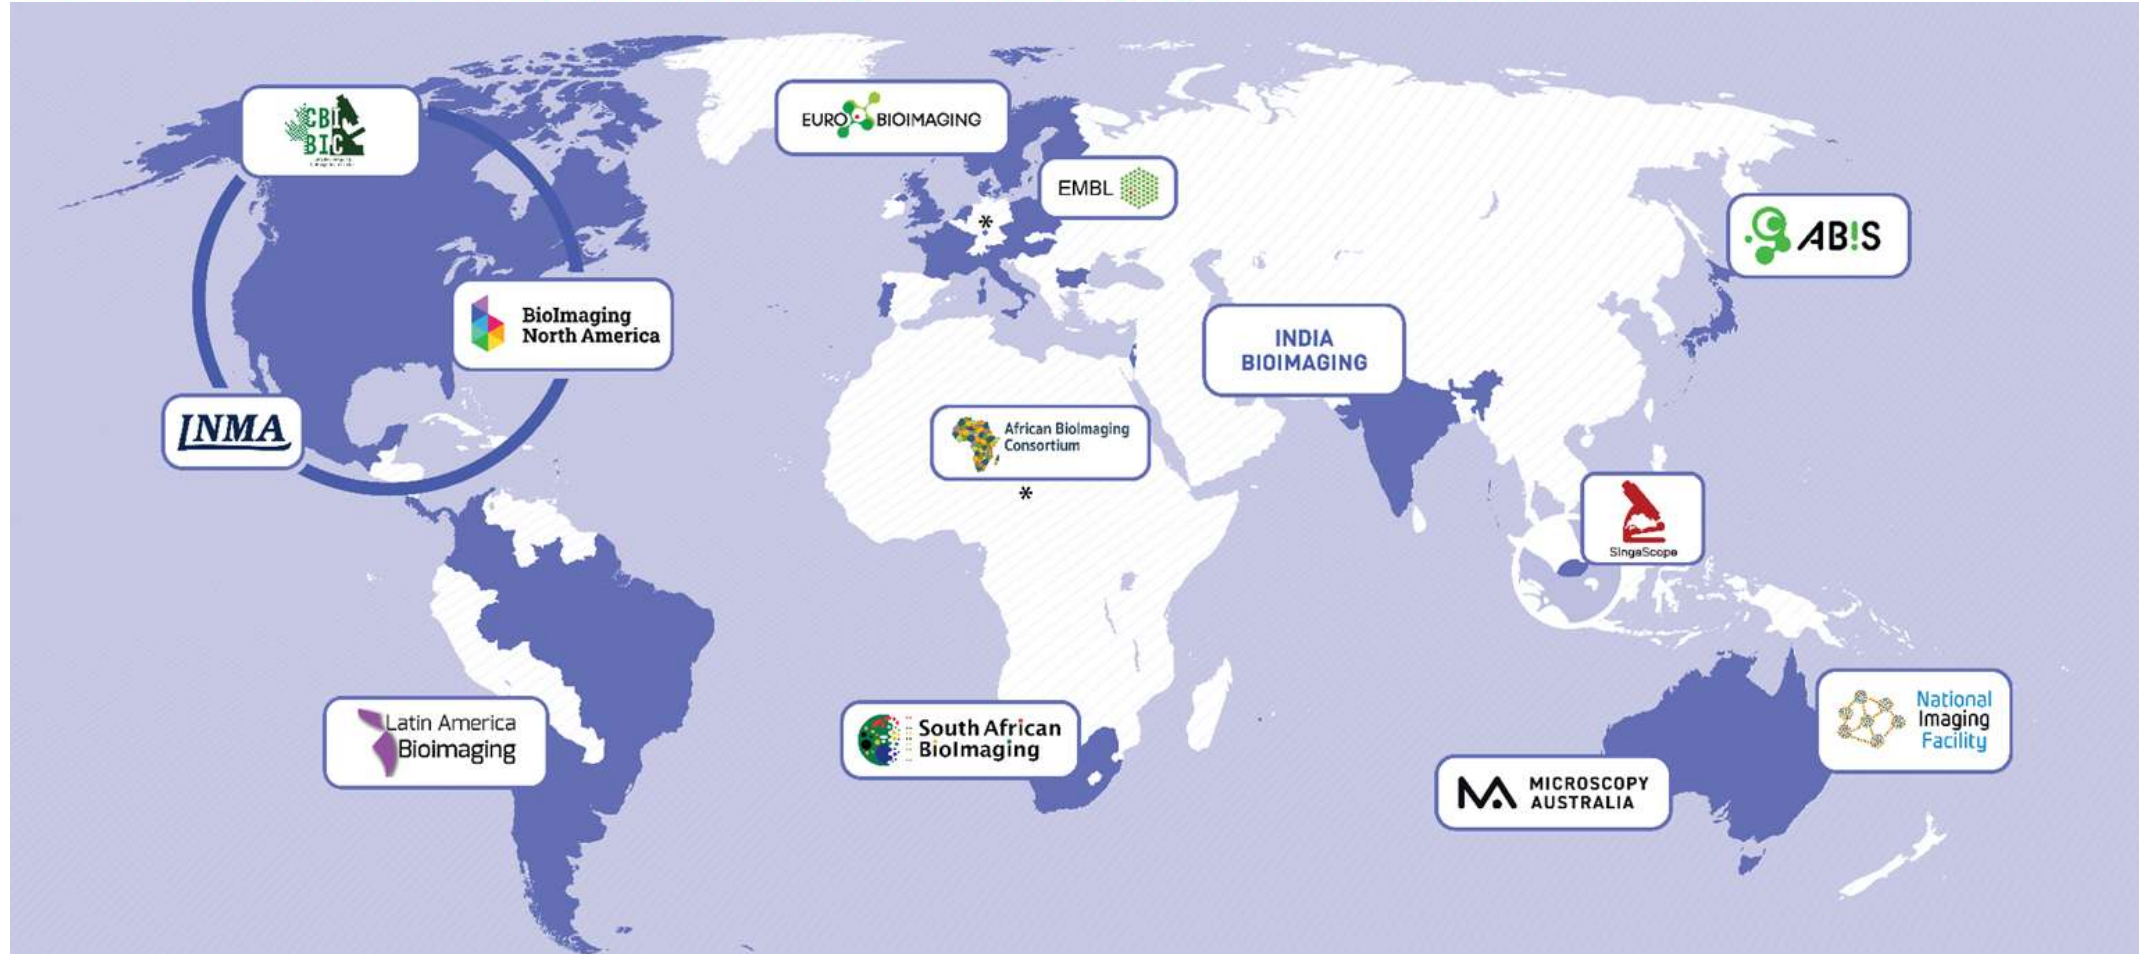 CBI
BIC
EURO BIOIMAGING
EMBL
AB!S
BioImaging
North America
INDIA
BIOIMAGING
LNMA
African BioImaging
Consortium
*
*
SingaScope
Latin America
Bioimaging
South African
BioImaging
National
Imaging
Facility
MICROSCOPY
AUSTRALIA